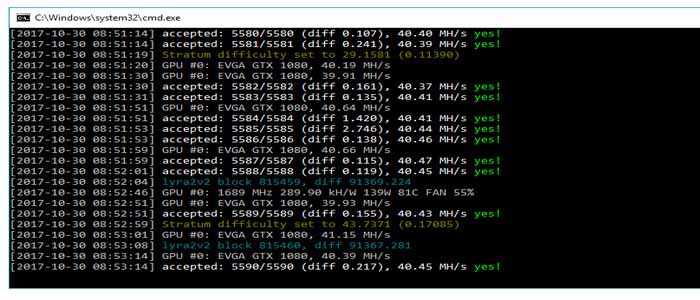 C:\Windows\system32\cmd.exe
[2017-10-30 08:51:14] accepted: 5580/5580 (diff 0.107), 40.40 MH/s yes!
[2017-10-30 08:51:14] accepted: 5581/5581 (diff 0.241), 40.39 MH/s yes!
[2017-10-30 08:51:19] Stratum difficulty set to 29.1581 (0.11390)
[2017-10-30 08:51:20] GPU #0: EVGA GTX 1080, 40.19 MH/s
[2017-10-30 08:51:30] GPU #0: EVGA GTX 1080, 39.91 MH/s
[2017-10-30 08:51:30] accepted: 5582/5582 (diff 0.161), 40.37 MH/s yes!
[2017-10-30 08:51:51] accepted: 5583/5583 (diff 0.135), 40.41 MH/s yes!
[2017-10-30 08:51:51] GPU #0: EVGA GTX 1080, 40.64 MH/s
[2017-10-30 08:51:51] accepted: 5584/5584 (diff 1.420), 40.41 MH/s yes!
[2017-10-30 08:51:53] accepted: 5585/5585 (diff 2.746), 40.44 MH/s yes!
[2017-10-30 08:51:53] accepted: 5586/5586 (diff 0.138), 40.46 MH/s yes!
[2017-10-30 08:51:59] GPU #0: EVGA GTX 1080, 40.66 MH/s
[2017-10-30 08:51:59] accepted: 5587/5587 (diff 0.115), 40.47 MH/s yes!
[2017-10-30 08:52:01] accepted: 5588/5588 (diff 0.119), 40.45 MH/s yes!
[2017-10-30 08:52:04] lyra2v2 block 815459, diff 91369.224
[2017-10-30 08:52:46] GPU #0: 1689 MHz 289.90 kH/W 139W 81C FAN 55%
[2017-10-30 08:52:51] GPU #0: EVGA GTX 1080, 39.93 MH/s
[2017-10-30 08:52:51] accepted: 5589/5589 (diff 0.155), 40.43 MH/s yes!
[2017-10-30 08:52:59] Stratum difficulty set to 43.7371 (0.17085)
[2017-10-30 08:53:01] GPU #0: EVGA GTX 1080, 41.15 MH/s
[2017-10-30 08:53:08] lyra2v2 block 815460, diff 91367.281
[2017-10-30 08:53:14] GPU #0: EVGA GTX 1080, 40.39 MH/s
[2017-10-30 08:53:14] accepted: 5590/5590 (diff 0.217), 40.45 MH/s yes!